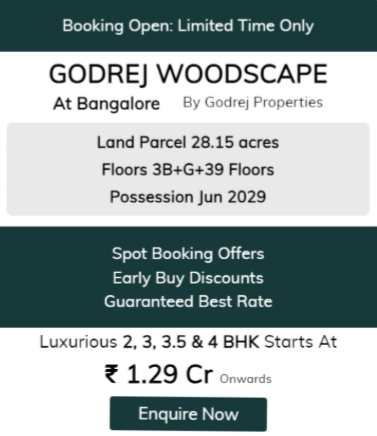 Booking Open: Limited Time Only
GODREJ WOODSCAPE
At Bangalore By Godrej Properties
Land Parcel 28.15 acres
Floors 3B+G+39 Floors
Possession Jun 2029
Spot Booking Offers
Early Buy Discounts
Guaranteed Best Rate
Luxurious 2, 3, 3.5 & 4 BHK Starts At
₹ 1.29 Cr Onwards
Enquire Now